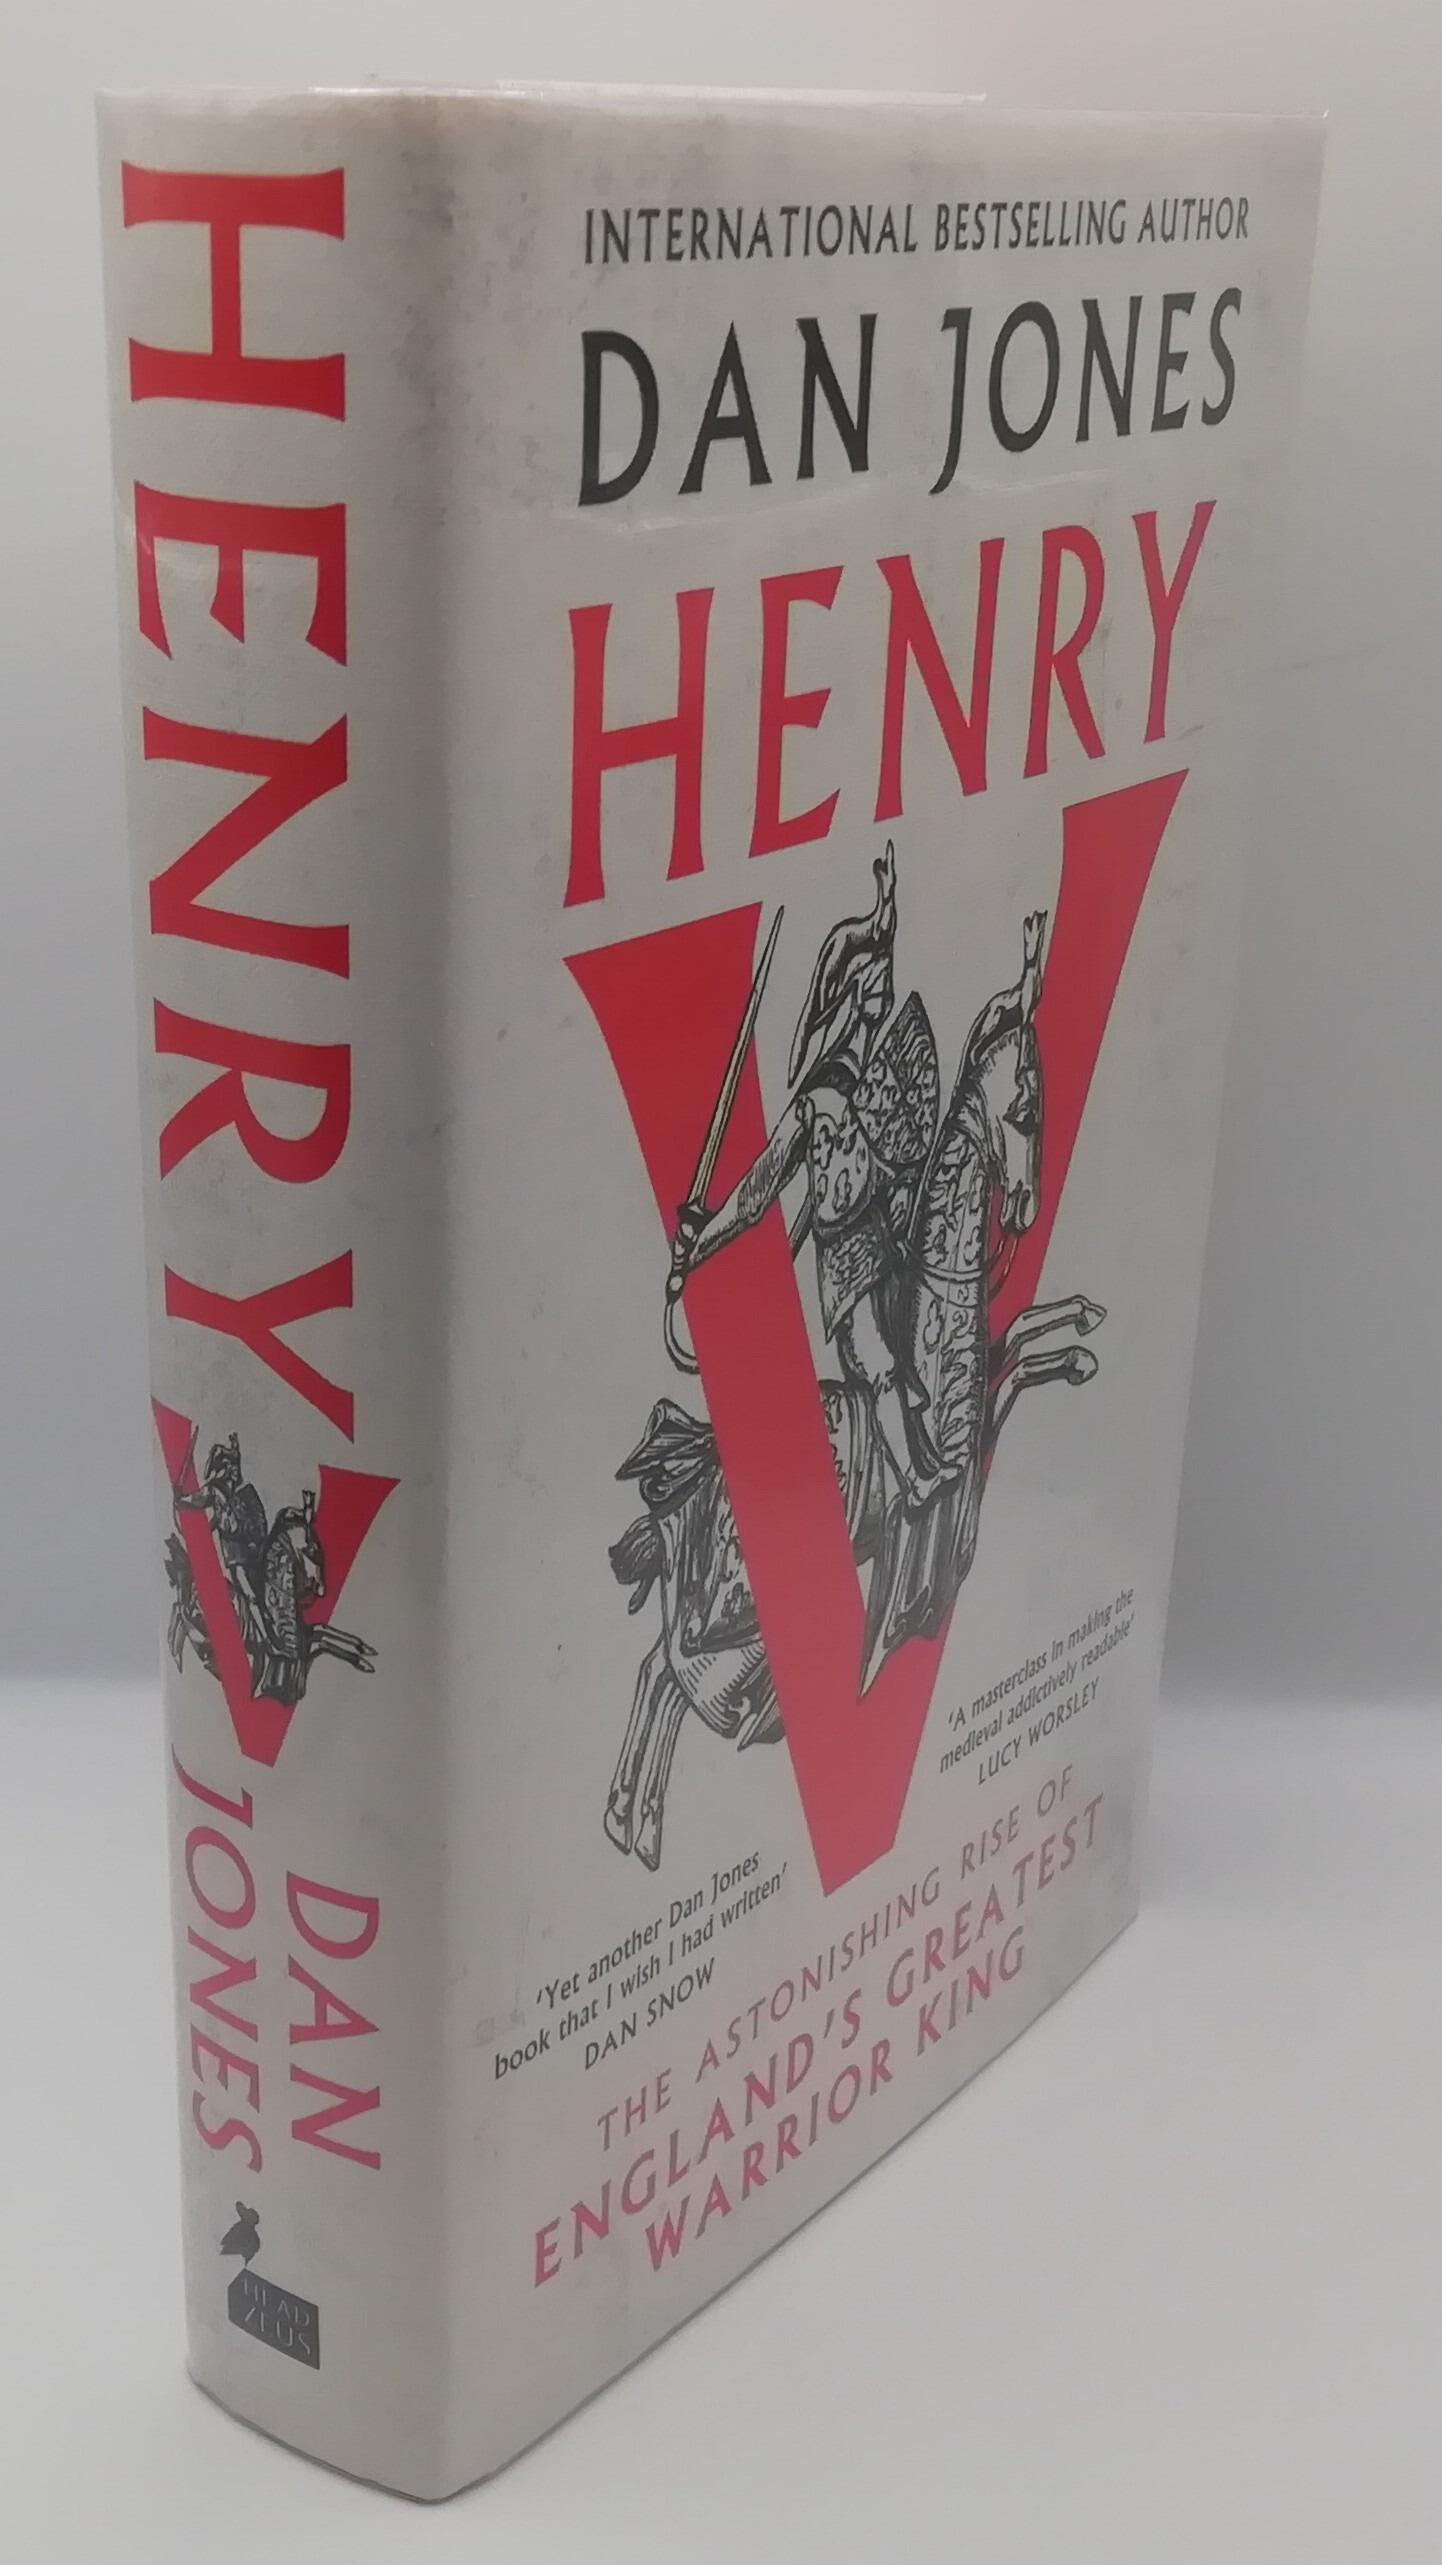 HENRY
V
DAN
JONES
HEAD
ZEUS
INTERNATIONAL BESTSELLING AUTHOR
DAN JONES
HENRY
V
'A masterclass in making the
medieval addictively readable'
LUCY WORSLEY
'Yet another Dan Jones
book that I wish I had written'
DAN SNOW
THE ASTONISHING RISE OF
ENGLAND'S GREATEST
WARRIOR KING